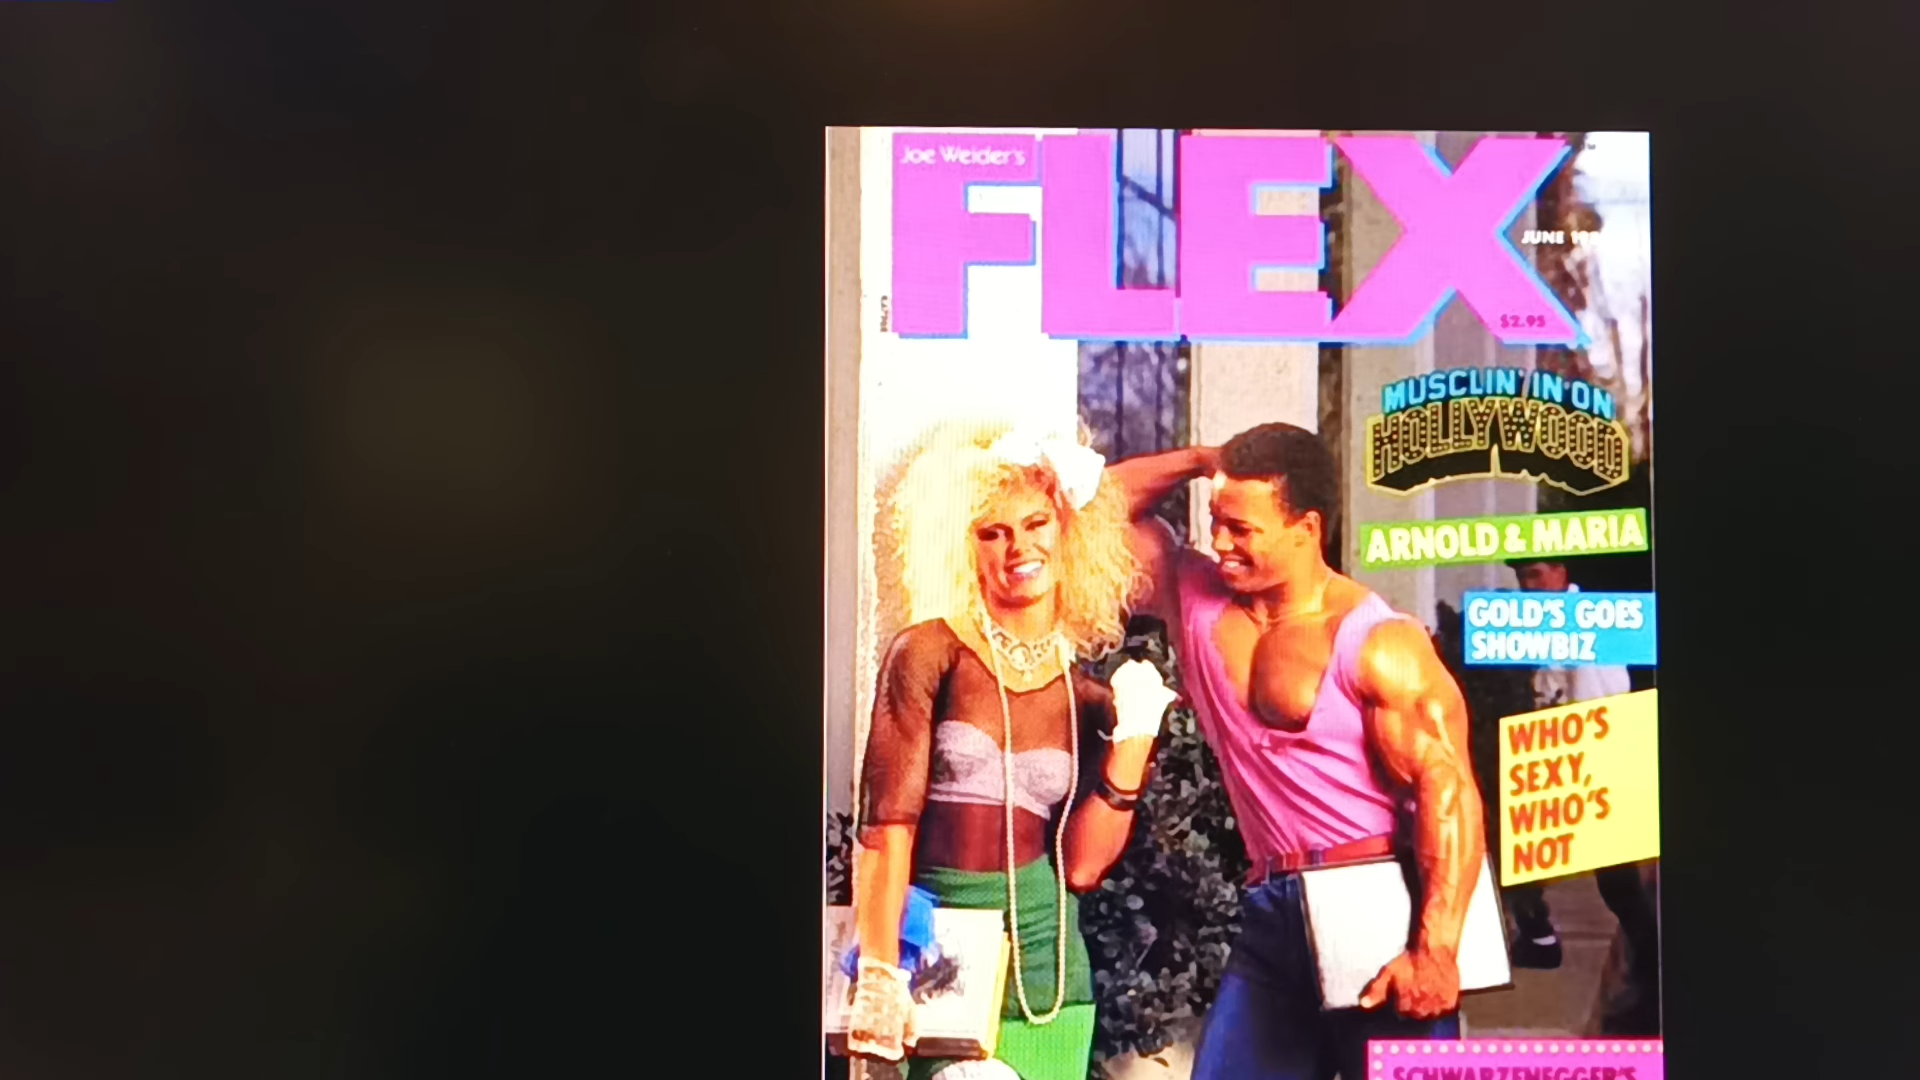 Joe Weider's
FLEX
JUNE
$2.95
MUSCLIN' IN ON
HOLLYWOOD
ARNOLD & MARIA
GOLD'S GOES
SHOWBIZ
WHO'S
SEXY,
WHO'S
NOT
SCHWARZENEGGER'S